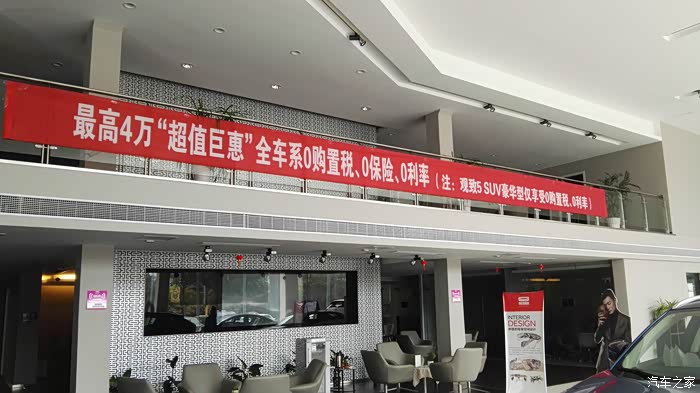 最高4万“超值巨惠”全车系0购置税、0保险、0利率（注：观致5 SUV豪华型仅享受0购置税、0利率）
INTERIOR
DESIGN
汽车之家